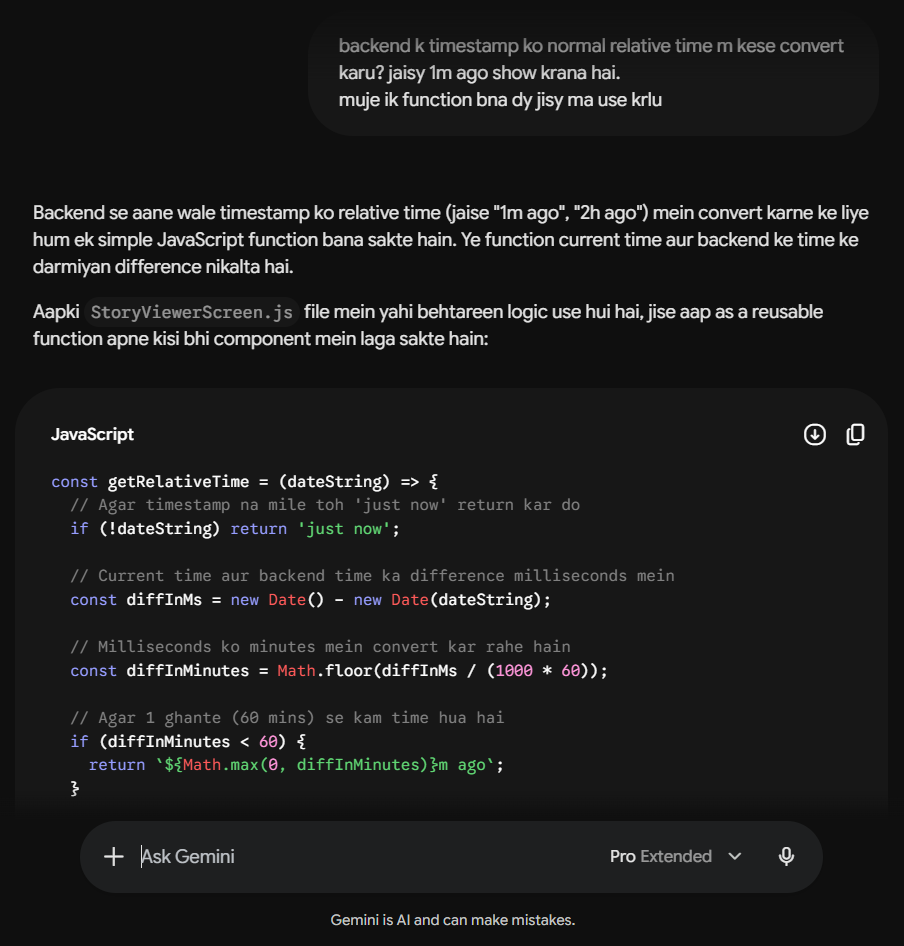 backend k timestamp ko normal relative time m kese convert
karu? jaisy 1m ago show krana hai.
muje ik function bna dy jisy ma use krlu
Backend se aane wale timestamp ko relative time (jaise "1m ago", "2h ago") mein convert karne ke liye
hum ek simple JavaScript function bana sakte hain. Ye function current time aur backend ke time ke
darmiyan difference nikalta hai.
Aapki StoryViewerScreen.js file mein yahi behtareen logic use hui hai, jise aap as a reusable
function apne kisi bhi component mein laga sakte hain:
JavaScript
const getRelativeTime = (dateString) => {
  // Agar timestamp na mile toh 'just now' return kar do
  if (!dateString) return 'just now';
  // Current time aur backend time ka difference milliseconds mein
  const diffInMs = new Date() - new Date(dateString);
  // Milliseconds ko minutes mein convert kar rahe hain
  const diffInMinutes = Math.floor(diffInMs / (1000 * 60));
  // Agar 1 ghante (60 mins) se kam time hua hai
  if (diffInMinutes < 60) {
    return `${Math.max(0, diffInMinutes)}m ago`;
  }
Ask Gemini
Pro Extended
Gemini is AI and can make mistakes.